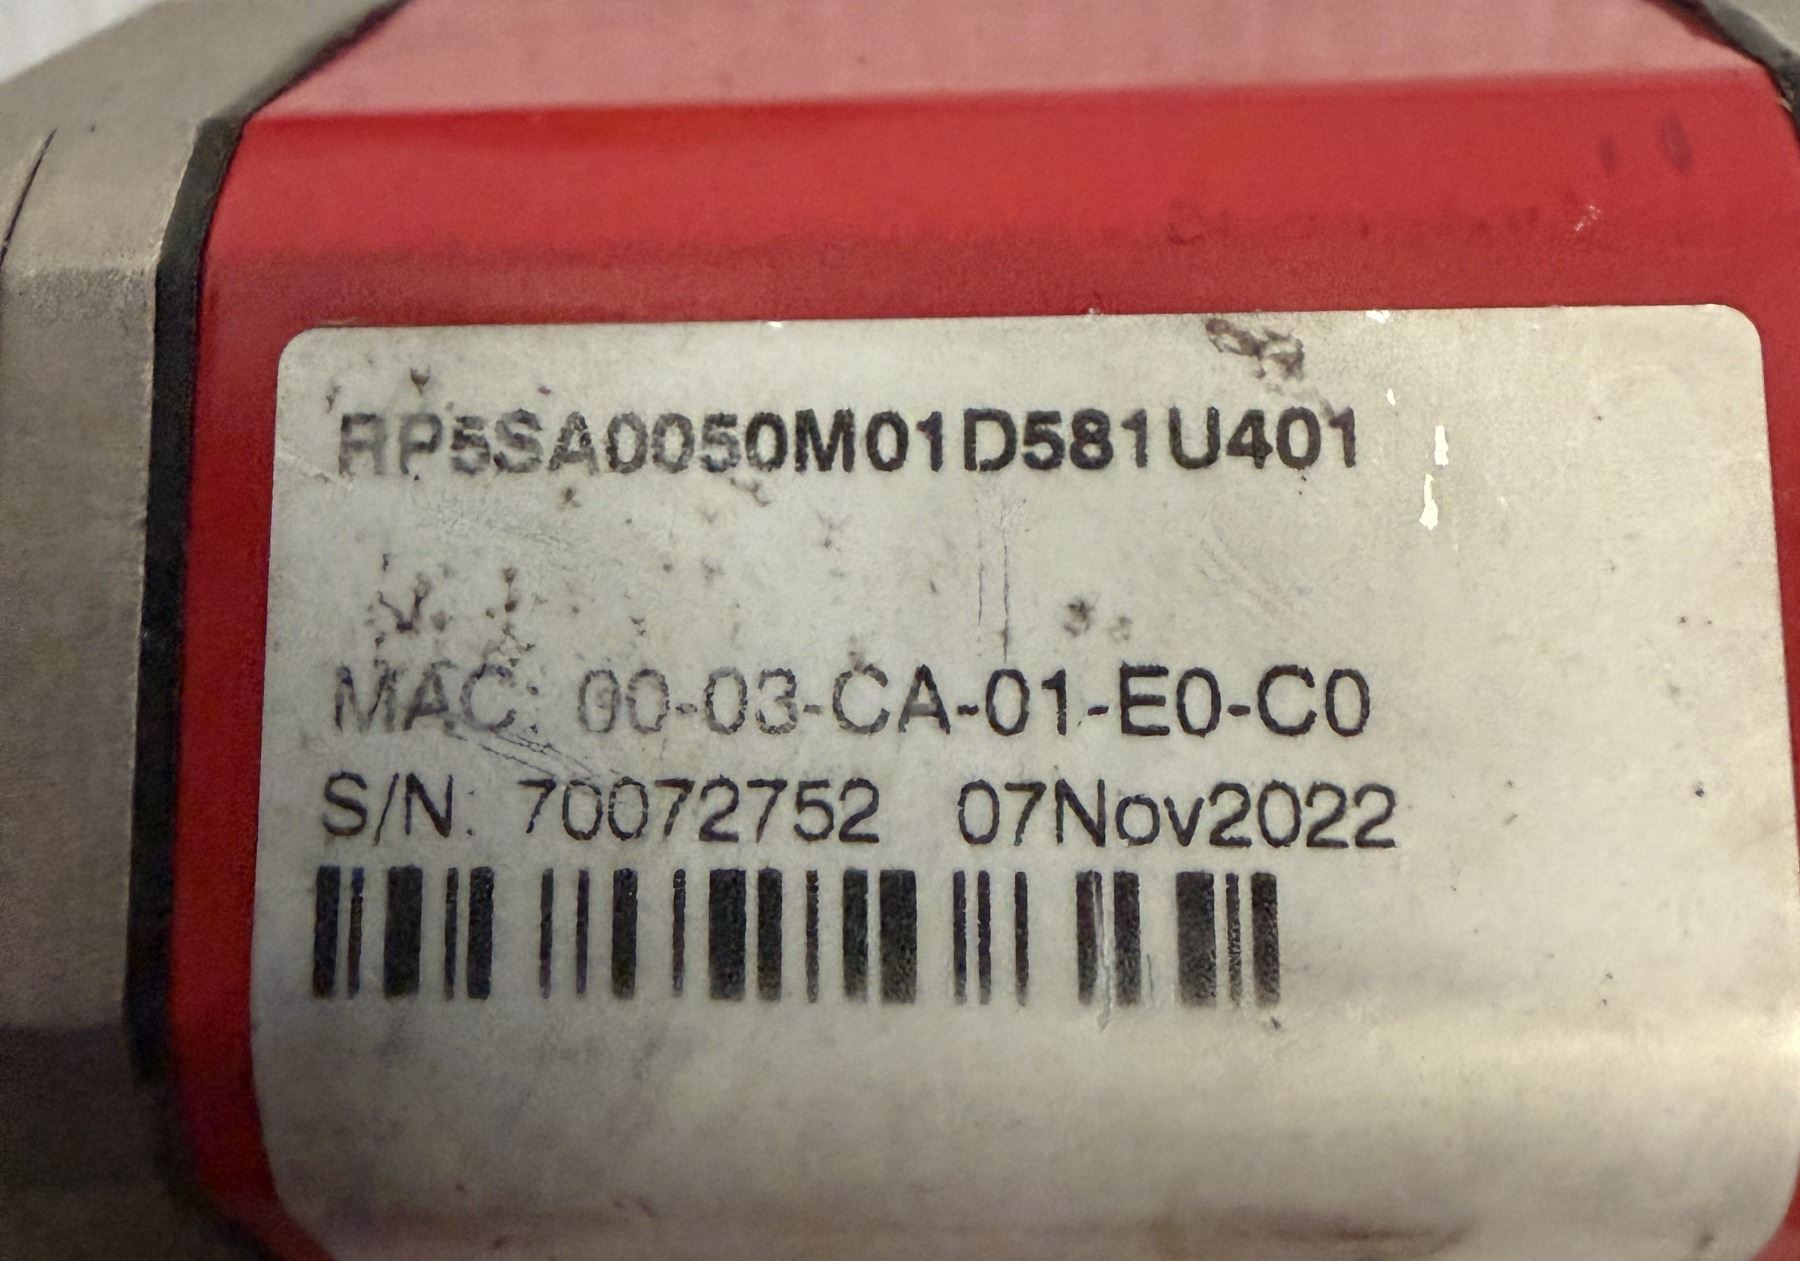 RP5SA0050M01D581U401
MAC: 00-03-CA-01-E0-C0
S/N: 70072752 07Nov2022